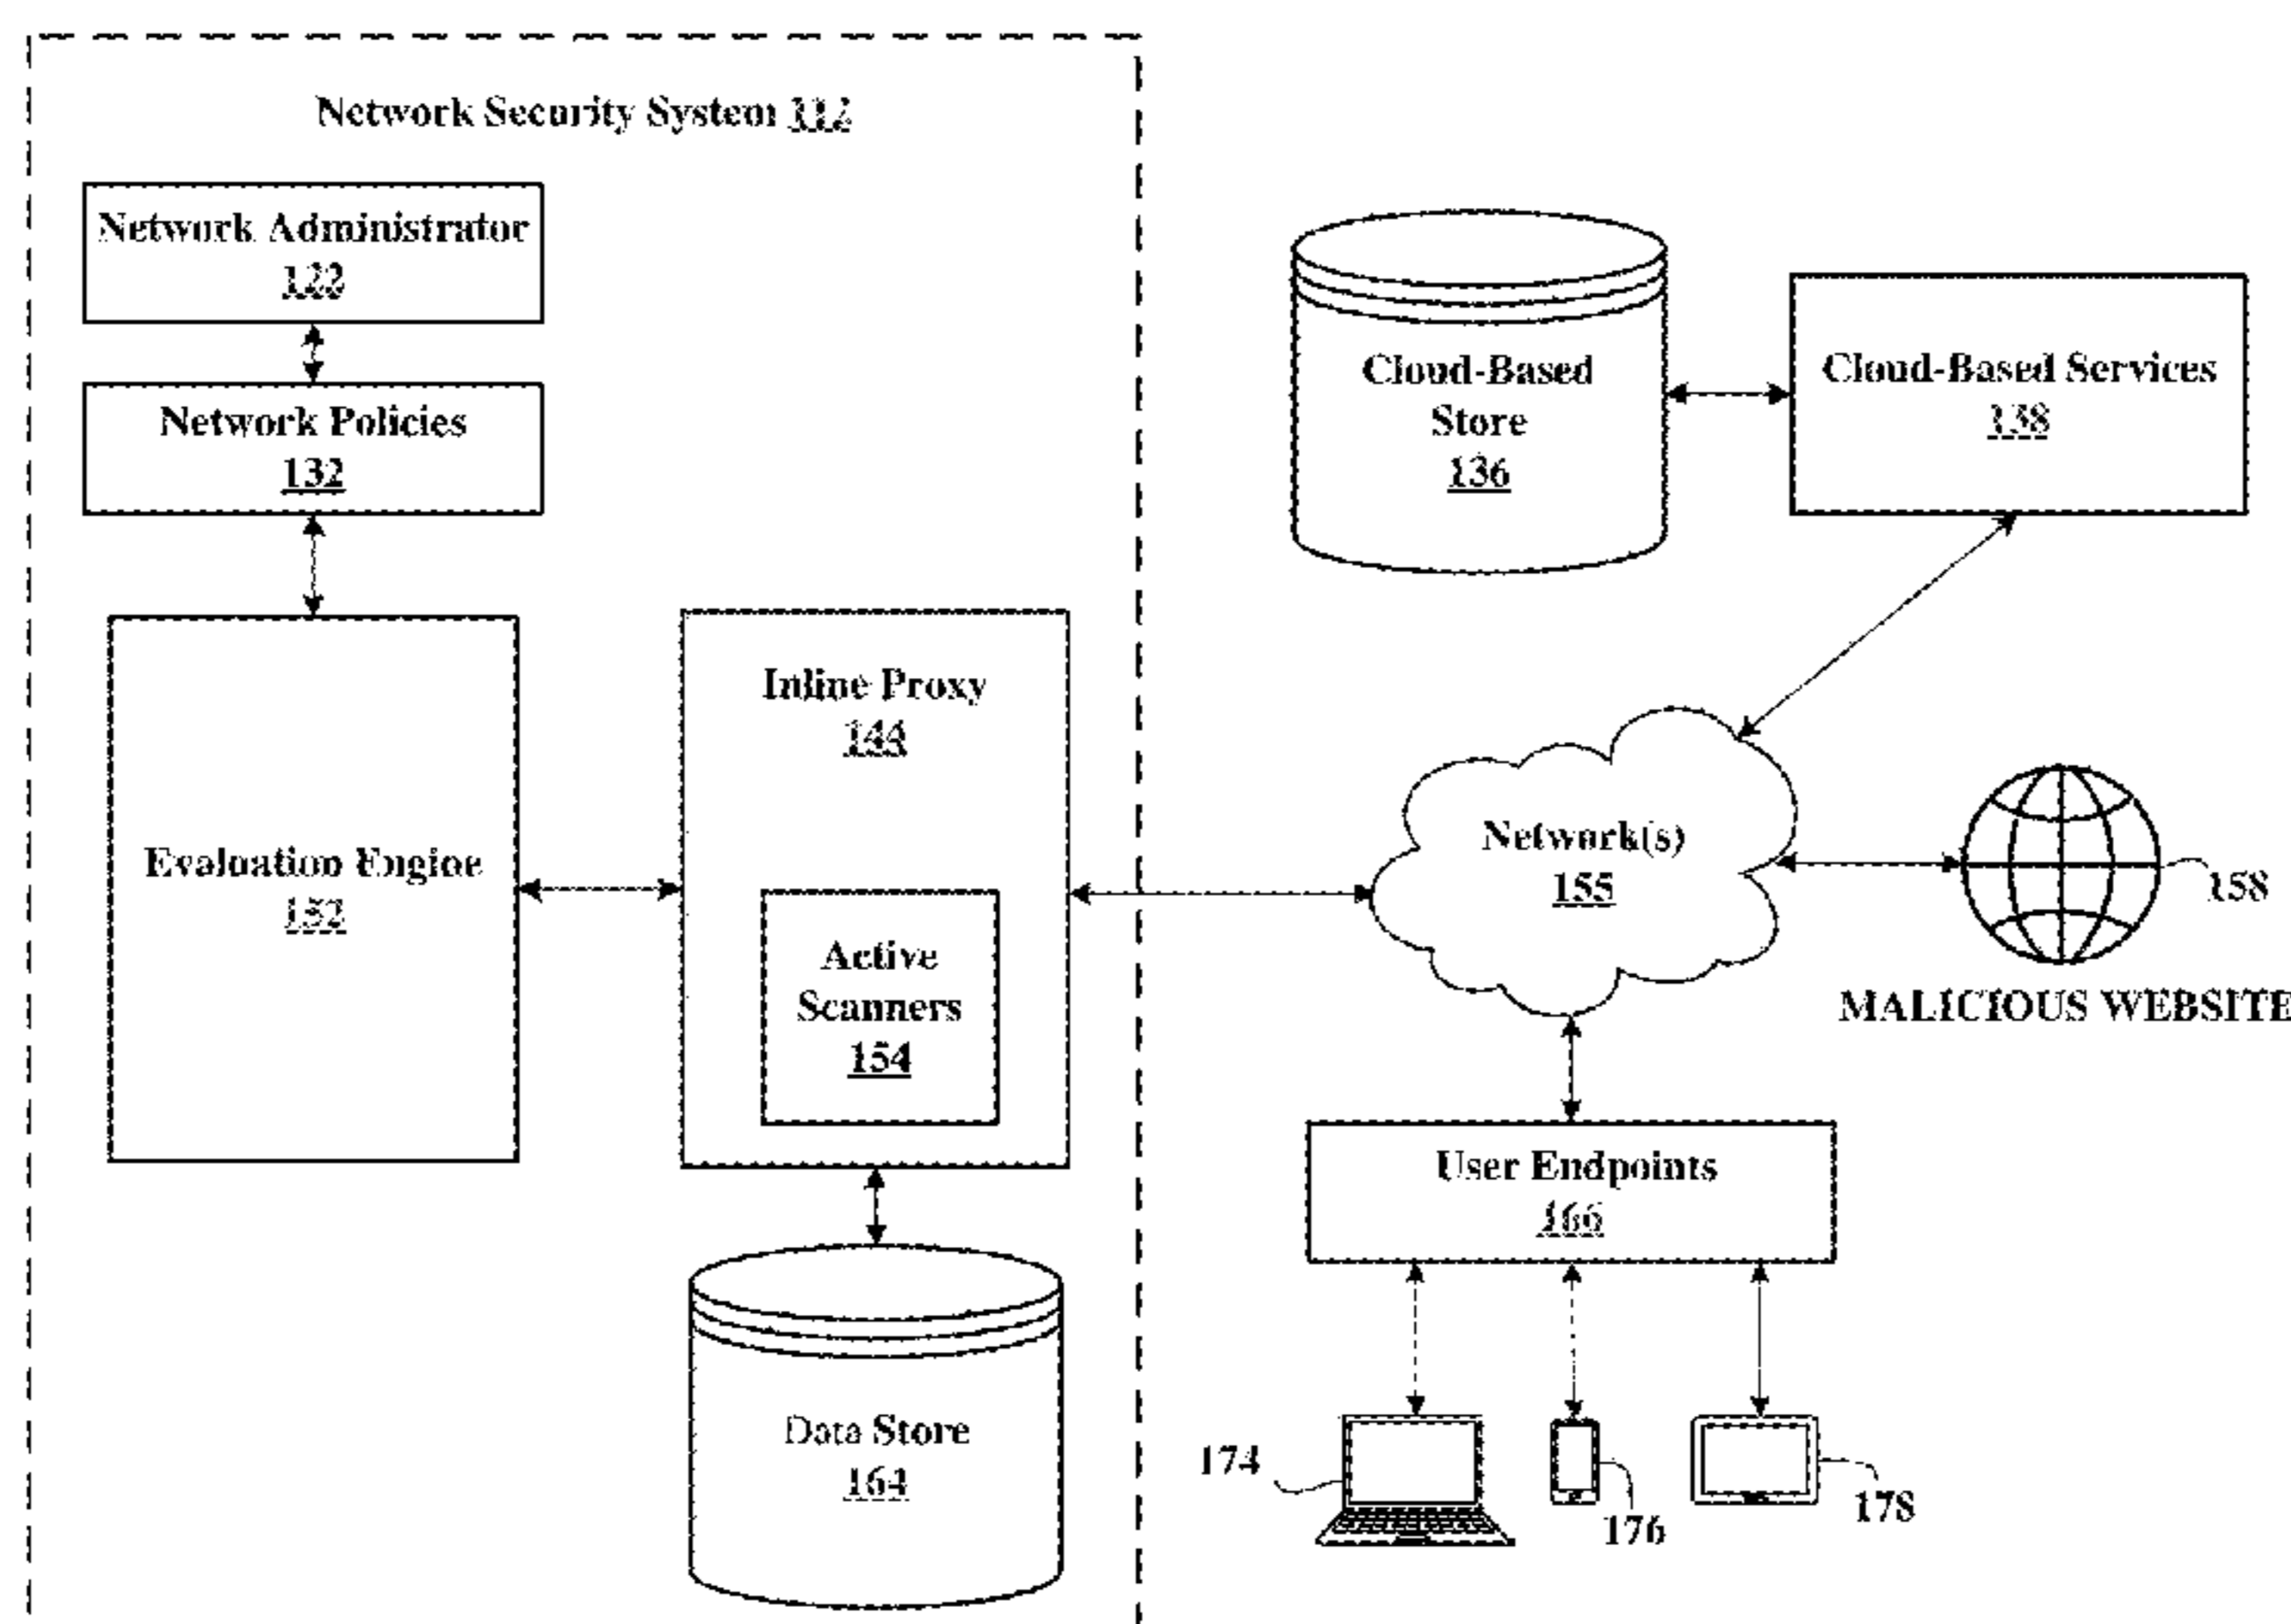 Network Security System 112
Network Administrator
122
Network Policies
132
Evaluation Engine
152
Inline Proxy
144
Active
Scanners
154
Data Store
164
Cloud-Based
Store
136
Cloud-Based Services
138
Network(s)
155
158
MALICIOUS WEBSITE
User Endpoints
166
174
176
178